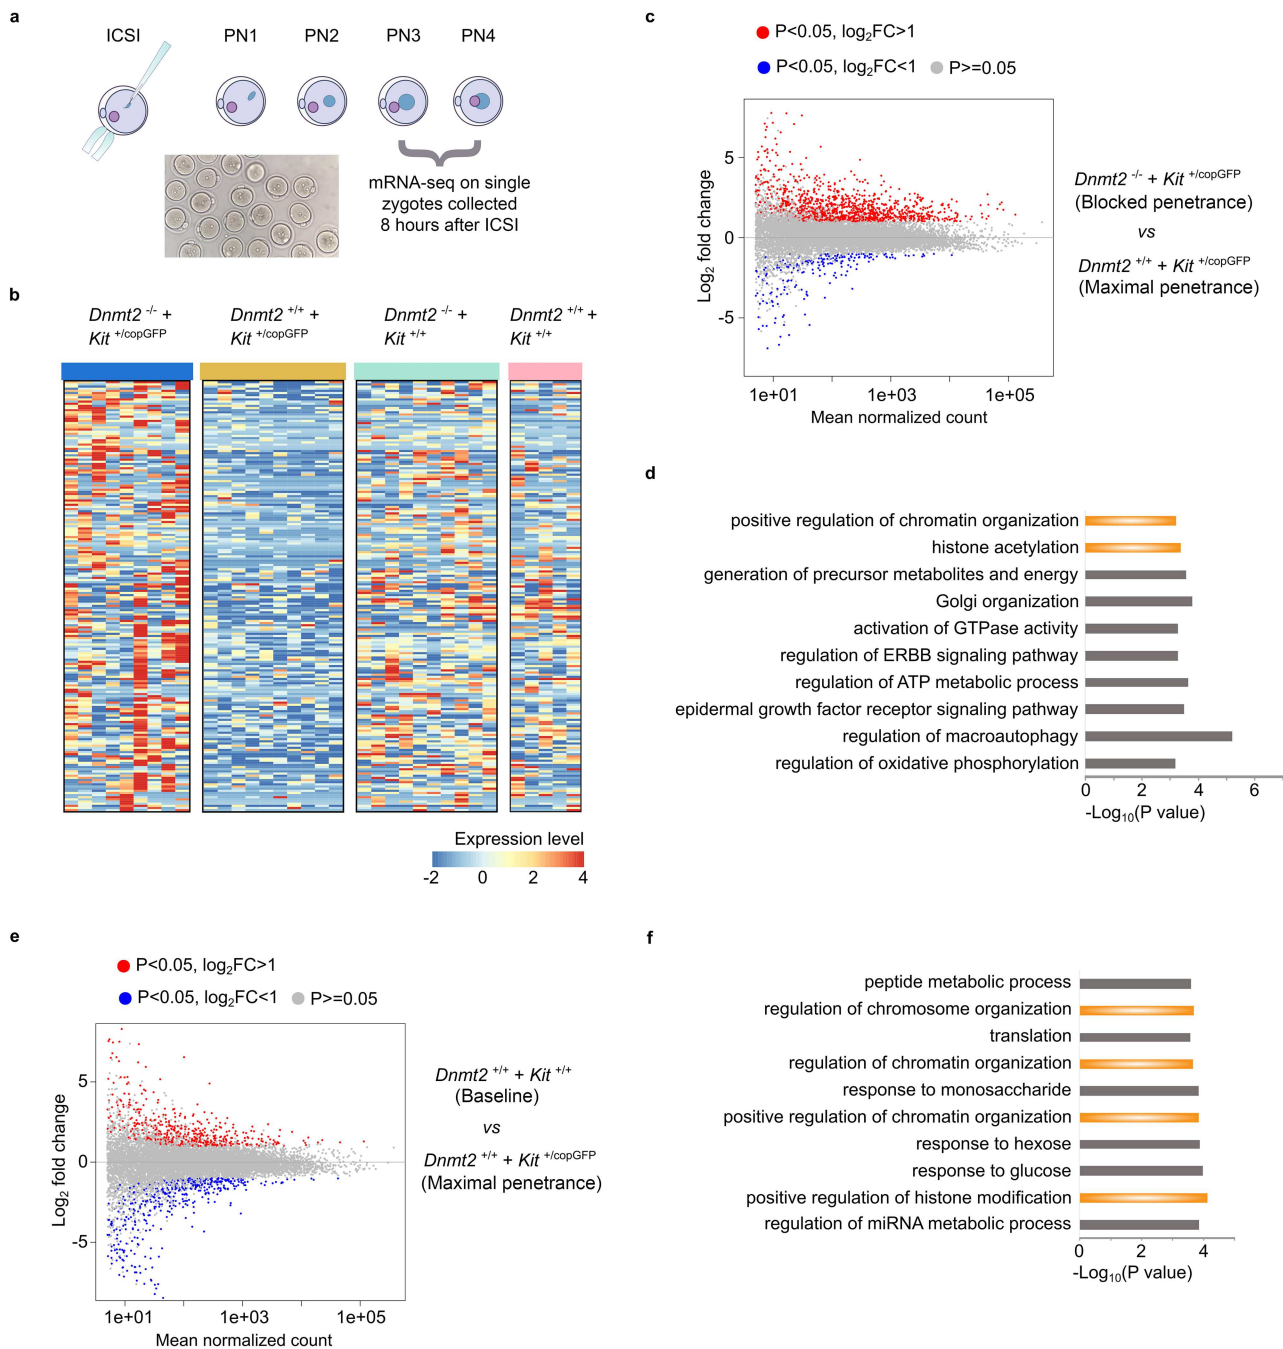 a
ICSI
PN1
PN2
PN3
PN4
mRNA-seq on single
zygotes collected
8 hours after ICSI
b
Dnmt2 -/- +
Kit +/copGFP
Dnmt2 +/+ +
Kit +/copGFP
Dnmt2 -/- +
Kit +/+
Dnmt2 +/+ +
Kit +/+
Expression level
-2 0 2 4
c
P<0.05, log2FC>1
P<0.05, log2FC<1
P>=0.05
Log2 fold change
5
0
-5
1e+01 1e+03 1e+05
Mean normalized count
Dnmt2 -/- + Kit +/copGFP
(Blocked penetrance)
vs
Dnmt2 +/+ + Kit +/copGFP
(Maximal penetrance)
d
positive regulation of chromatin organization
histone acetylation
generation of precursor metabolites and energy
Golgi organization
activation of GTPase activity
regulation of ERBB signaling pathway
regulation of ATP metabolic process
epidermal growth factor receptor signaling pathway
regulation of macroautophagy
regulation of oxidative phosphorylation
0 2 4 6
-Log10(P value)
e
P<0.05, log2FC>1
P<0.05, log2FC<1
P>=0.05
Log2 fold change
5
0
-5
1e+01 1e+03 1e+05
Mean normalized count
Dnmt2 +/+ + Kit +/+
(Baseline)
vs
Dnmt2 +/+ + Kit +/copGFP
(Maximal penetrance)
f
peptide metabolic process
regulation of chromosome organization
translation
regulation of chromatin organization
response to monosaccharide
positive regulation of chromatin organization
response to hexose
response to glucose
positive regulation of histone modification
regulation of miRNA metabolic process
0 2 4
-Log10(P value)